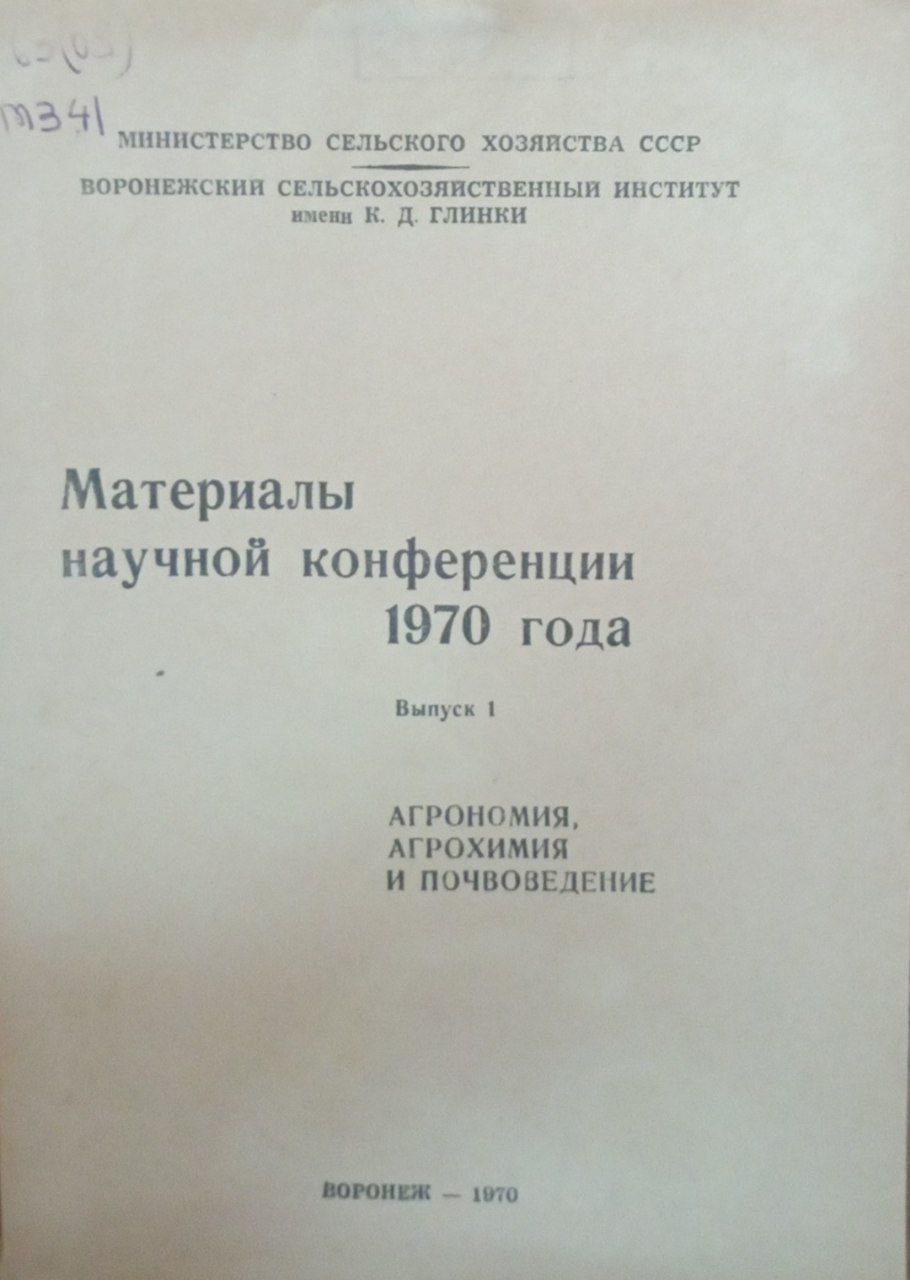 М341
МИНИСТЕРСТВО СЕЛЬСКОГО ХОЗЯЙСТВА СССР
ВОРОНЕЖСКИЙ СЕЛЬСКОХОЗЯЙСТВЕННЫЙ ИНСТИТУТ
имени К. Д. ГЛИНКИ
Материалы
научной конференции
1970 года
Выпуск 1
АГРОНОМИЯ,
АГРОХИМИЯ
И ПОЧВОВЕДЕНИЕ
ВОРОНЕЖ — 1970